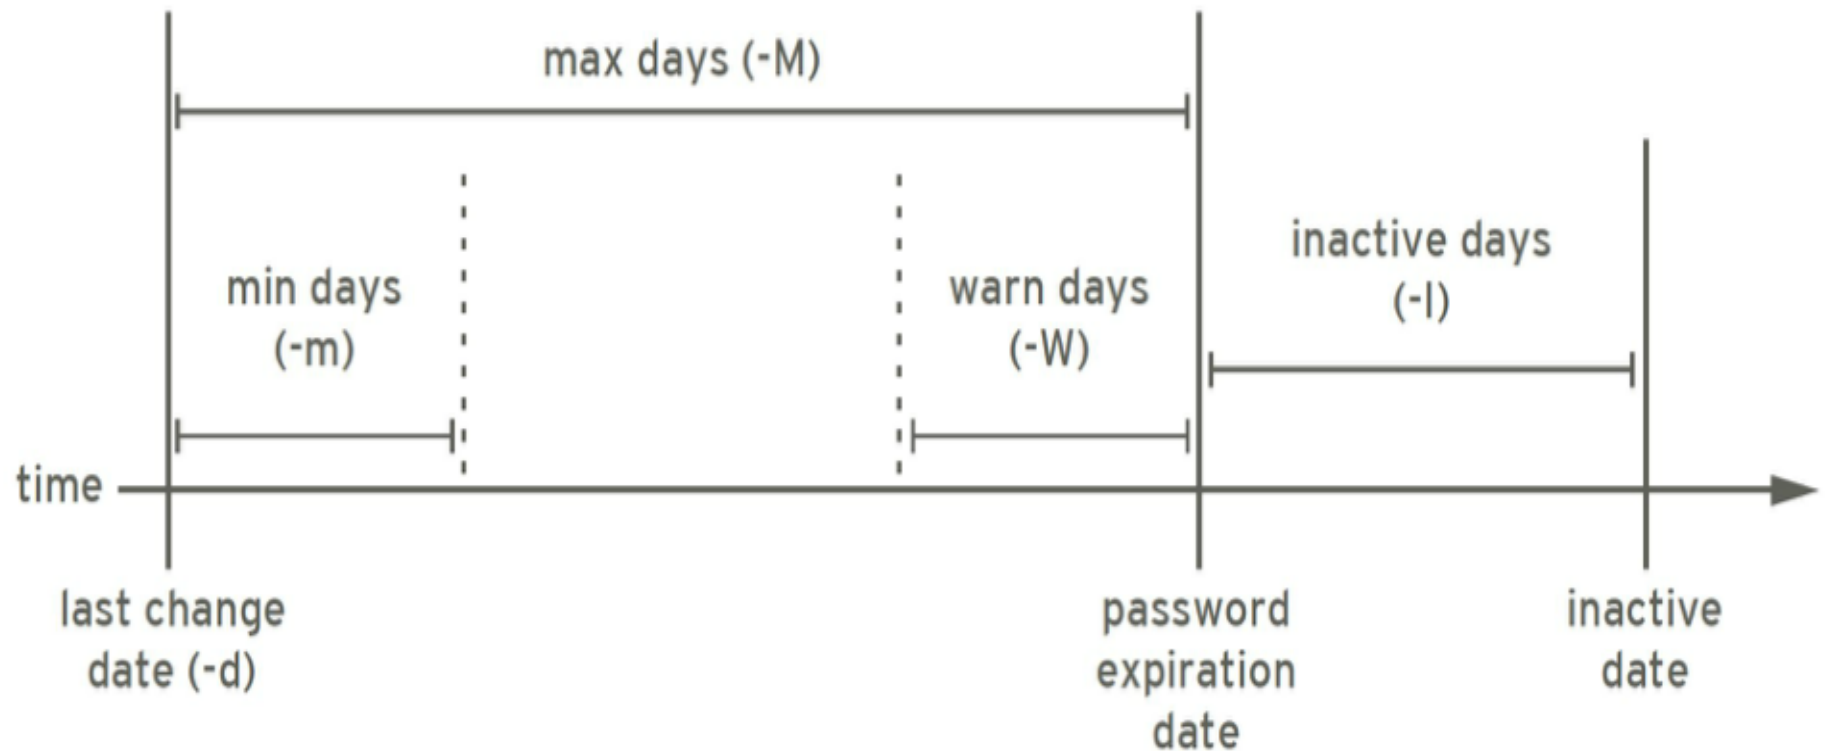 max days (-M)
min days
(-m)
warn days
(-W)
inactive days
(-I)
time
last change
date (-d)
password
expiration
date
inactive
date